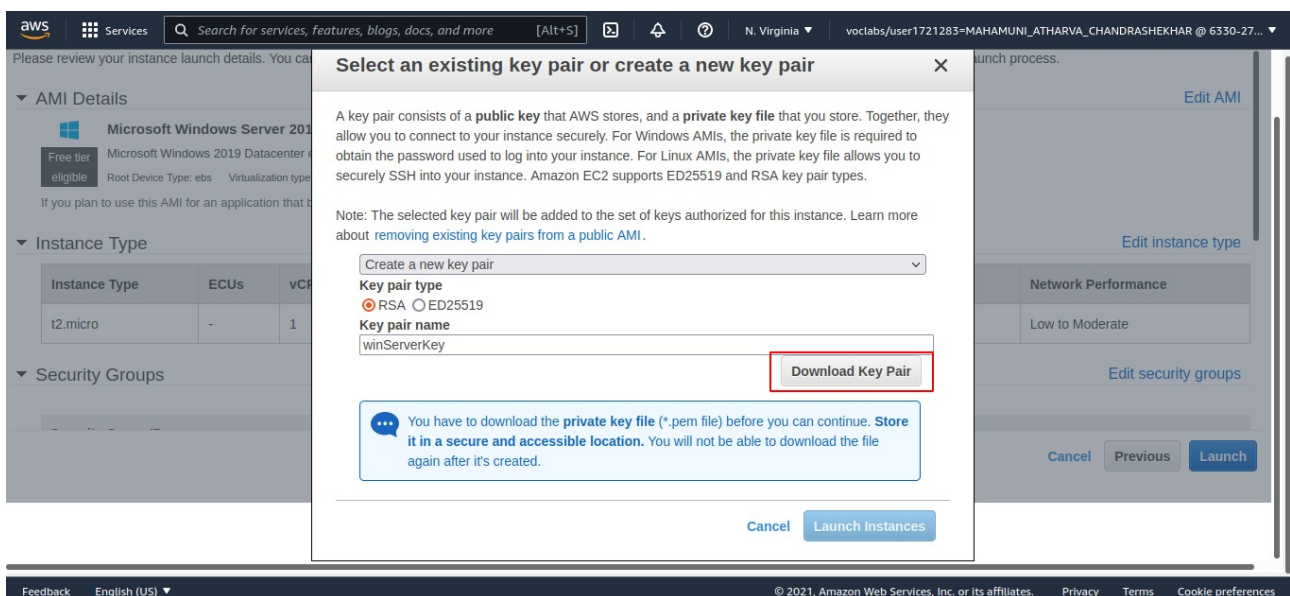 aws Services Search for services, features, blogs, docs, and more [Alt+S] N. Virginia ▼ voclabs/user1721283=MAHAMUNI_ATHARVA_CHANDRASHEKHAR @ 6330-27... ▼
Please review your instance launch details. You ca
unch process.
Select an existing key pair or create a new key pair ×
AMI Details
Edit AMI
Microsoft Windows Server 201
Free tier eligible
Microsoft Windows 2019 Datacenter e
Root Device Type: ebs Virtualization type
If you plan to use this AMI for an application that b
A key pair consists of a public key that AWS stores, and a private key file that you store. Together, they
allow you to connect to your instance securely. For Windows AMIs, the private key file is required to
obtain the password used to log into your instance. For Linux AMIs, the private key file allows you to
securely SSH into your instance. Amazon EC2 supports ED25519 and RSA key pair types.
Note: The selected key pair will be added to the set of keys authorized for this instance. Learn more
about removing existing key pairs from a public AMI.
Instance Type
Edit instance type
Instance Type ECUs vCP
Network Performance
t2.micro - 1
Low to Moderate
Create a new key pair
Key pair type
RSA ED25519
Key pair name
winServerKey
Download Key Pair
Security Groups
Edit security groups
You have to download the private key file (*.pem file) before you can continue. Store
it in a secure and accessible location. You will not be able to download the file
again after it's created.
Cancel Previous Launch
Cancel Launch Instances
Feedback English (US) ▼ © 2021, Amazon Web Services, Inc. or its affiliates. Privacy Terms Cookie preferences